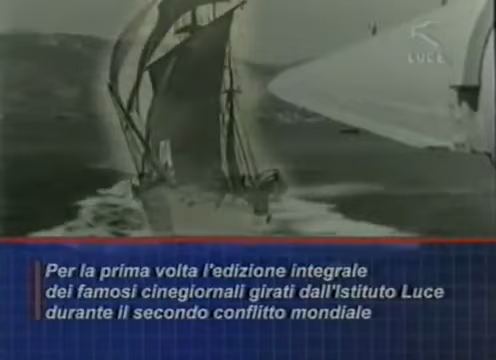 LUCE
Per la prima volta l'edizione integrale
dei famosi cinegiornali girati dall'Istituto Luce
durante il secondo conflitto mondiale